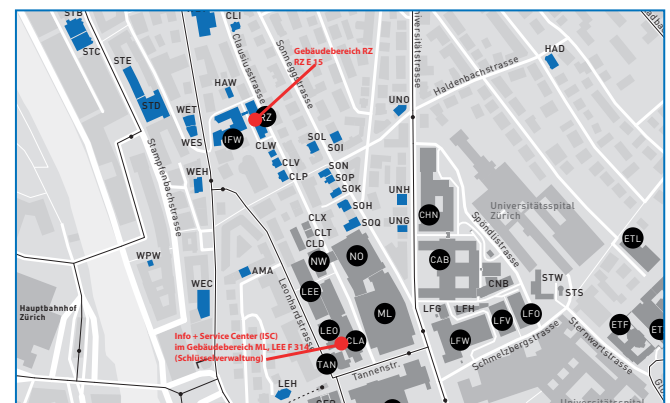 STB
STC
STE
STD
CLI
Clausiusstrasse
Sonneggstrasse
Gebäudebereich RZ
RZ E 15
Universitätstrasse
HAD
Haldenbachstrasse
HAW
WET
WES
RZ
IFW
UNO
CLW
SOL
SOI
CLV
CLP
SON
SOP
SOK
SOH
SOQ
WEH
Stampfenbachstrasse
UNH
UNG
CHN
Universitätsspital
Zürich
Spöndlistrasse
ETL
CLX
CLT
CLD
NW
NO
CAB
WPW
AMA
WEC
LEE
Leonhardstrasse
CNB
STW
STS
Hauptbahnhof
Zürich
ML
LFG
LFH
LFV
LFO
ETF
Info + Service Center (ISC)
im Gebäudebereich ML, LEE F 314
(Schlüsselverwaltung)
LEO
CLA
LFW
Schmelzbergstrasse
Sternwartstrasse
TAN
Tannenstr.
LEH
Universitätsspital